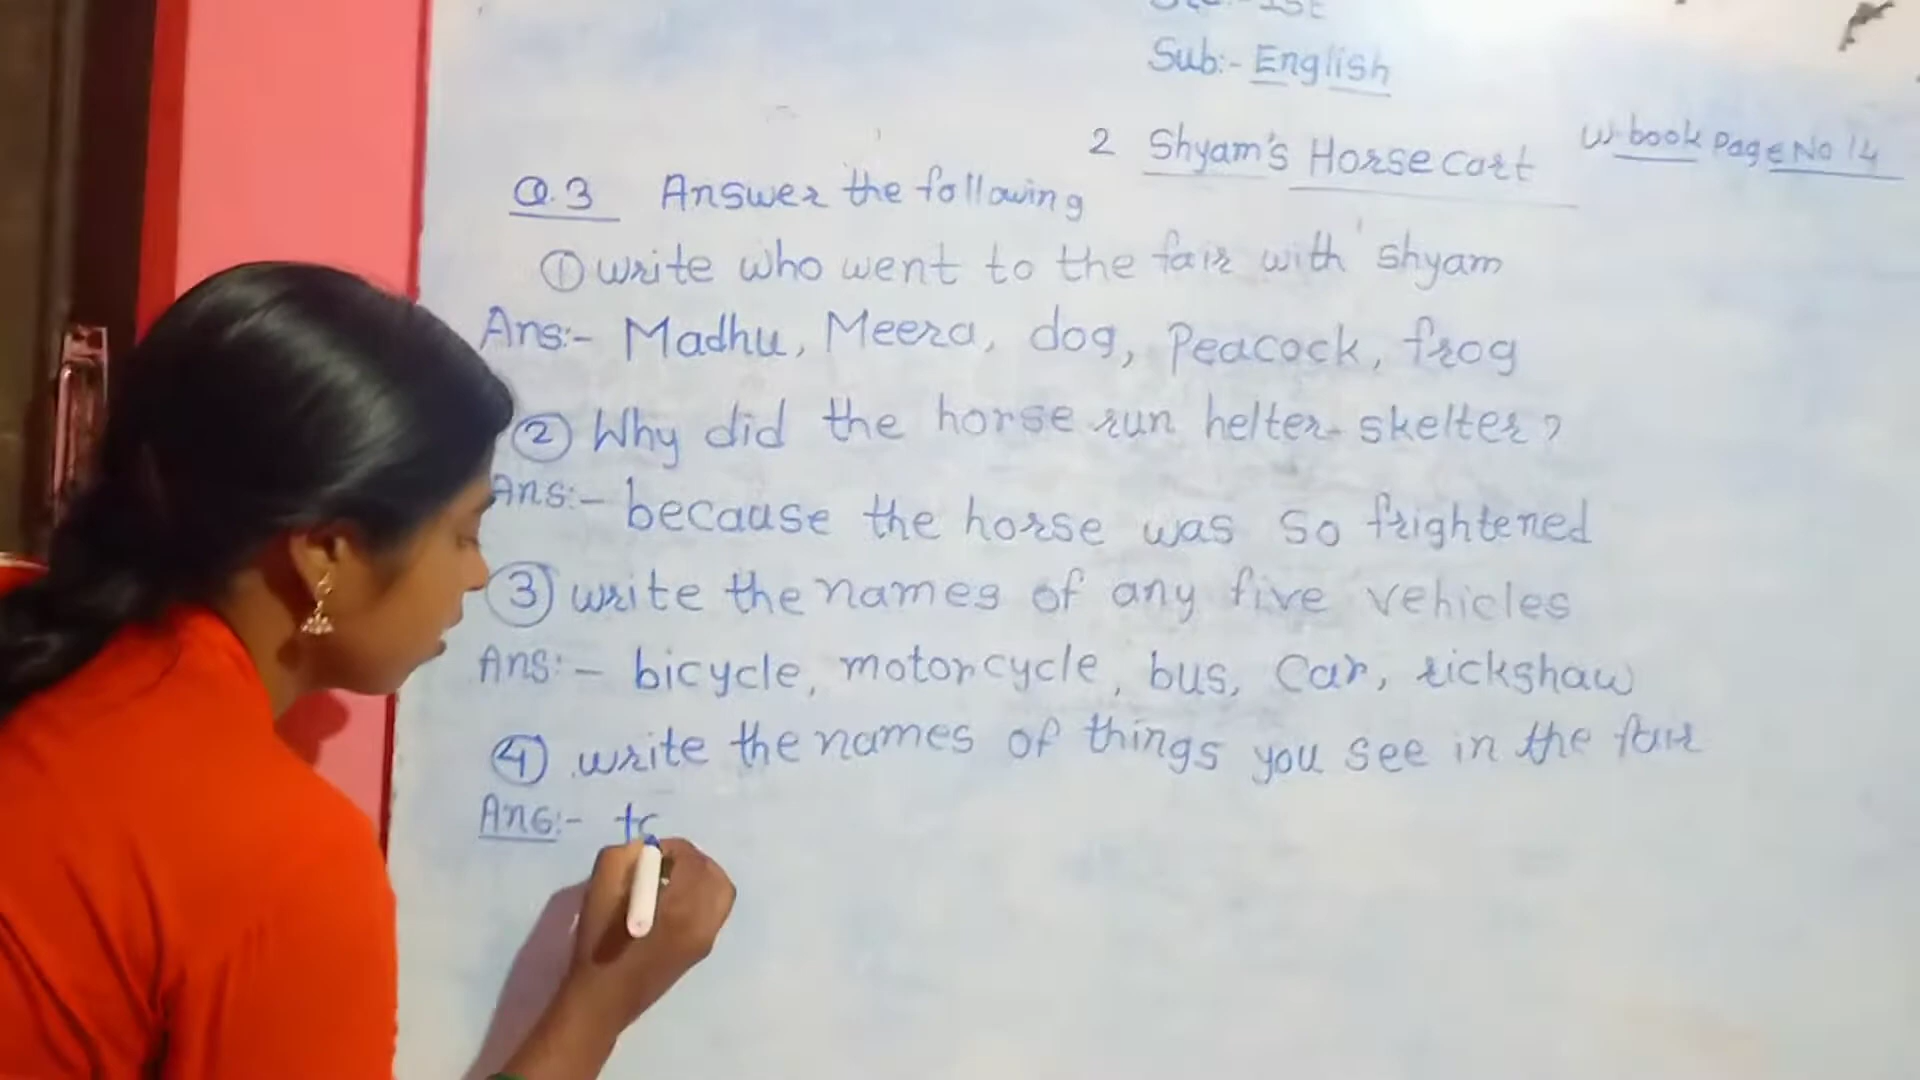 Std:- Ist
Sub:- English
2 Shyam's Horse Cart
W.book Page No 14
Q.3 Answer the following
① write who went to the fair with shyam
Ans:- Madhu, Meera, dog, Peacock, frog
② Why did the horse run helter-skelter?
Ans:- because the horse was so frightened
③ write the names of any five vehicles
Ans:- bicycle, motorcycle, bus, Car, rickshaw
④ write the names of things you see in the fair
Ans:-